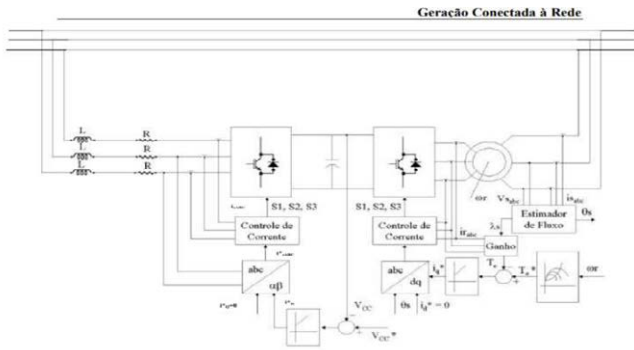 Geração Conectada à Rede
L
R
L
R
L
R
S1, S2, S3
S1, S2, S3
ωr
Vsabc
isabc
Estimador
de Fluxo
θs
Controle de
Corrente
Controle de
Corrente
irabc
λs
Ganho
abc
αβ
abc
dq
iq*
Te
Te*
ωr
VCC
θs
id* = 0
VCC*